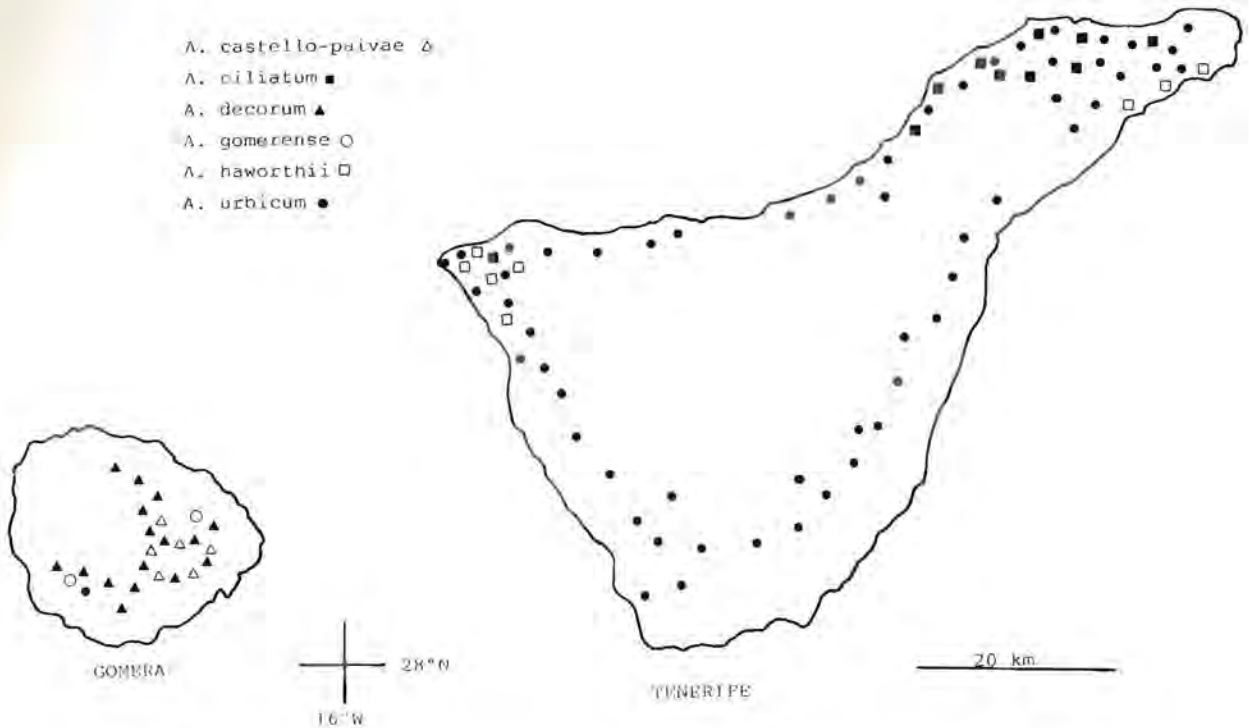 A. castello-paivae △
A. ciliatum ■
A. decorum ▲
A. gomerense ○
A. haworthii □
A. urbicum ●
GOMERA
28°N
16°W
TENERIFE
20 km